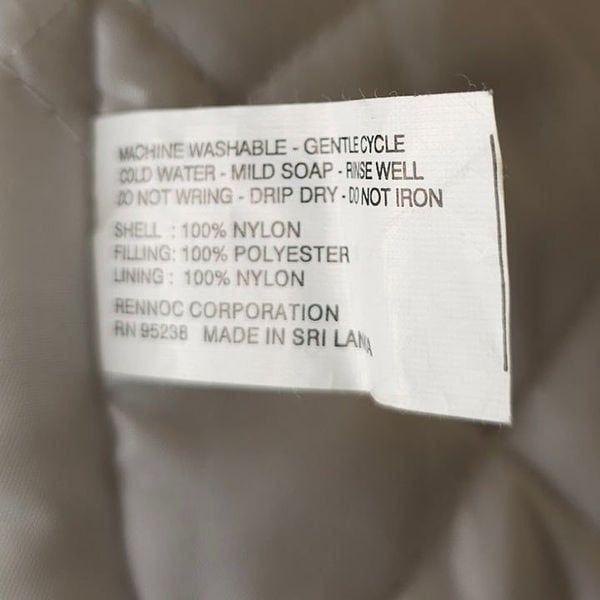 MACHINE WASHABLE - GENTLE CYCLE
COLD WATER - MILD SOAP - RINSE WELL
DO NOT WRING - DRIP DRY - DO NOT IRON
SHELL : 100% NYLON
FILLING: 100% POLYESTER
LINING : 100% NYLON
RENNOC CORPORATION
RN 95238 MADE IN SRI LANKA